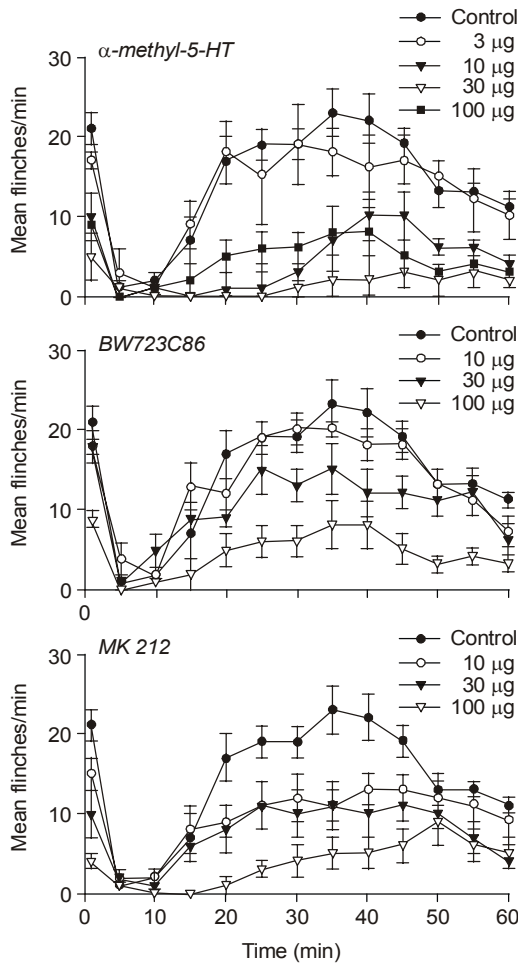 α-methyl-5-HT
Control
3 µg
10 µg
30 µg
100 µg
Mean flinches/min
30
20
10
0
BW723C86
Control
10 µg
30 µg
100 µg
Mean flinches/min
30
20
10
0
0
MK 212
Control
10 µg
30 µg
100 µg
Mean flinches/min
30
20
10
0
0 10 20 30 40 50 60
Time (min)